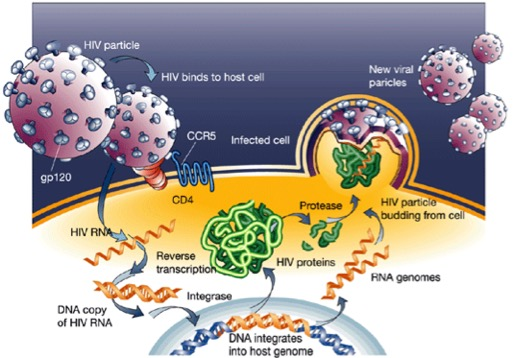 HIV particle
HIV binds to host cell
New viral
paricles
CCR5
Infected cell
gp120
CD4
Protease
HIV particle
budding from cell
HIV RNA
Reverse
transcription
HIV proteins
RNA genomes
Integrase
DNA copy
of HIV RNA
DNA integrates
into host genome